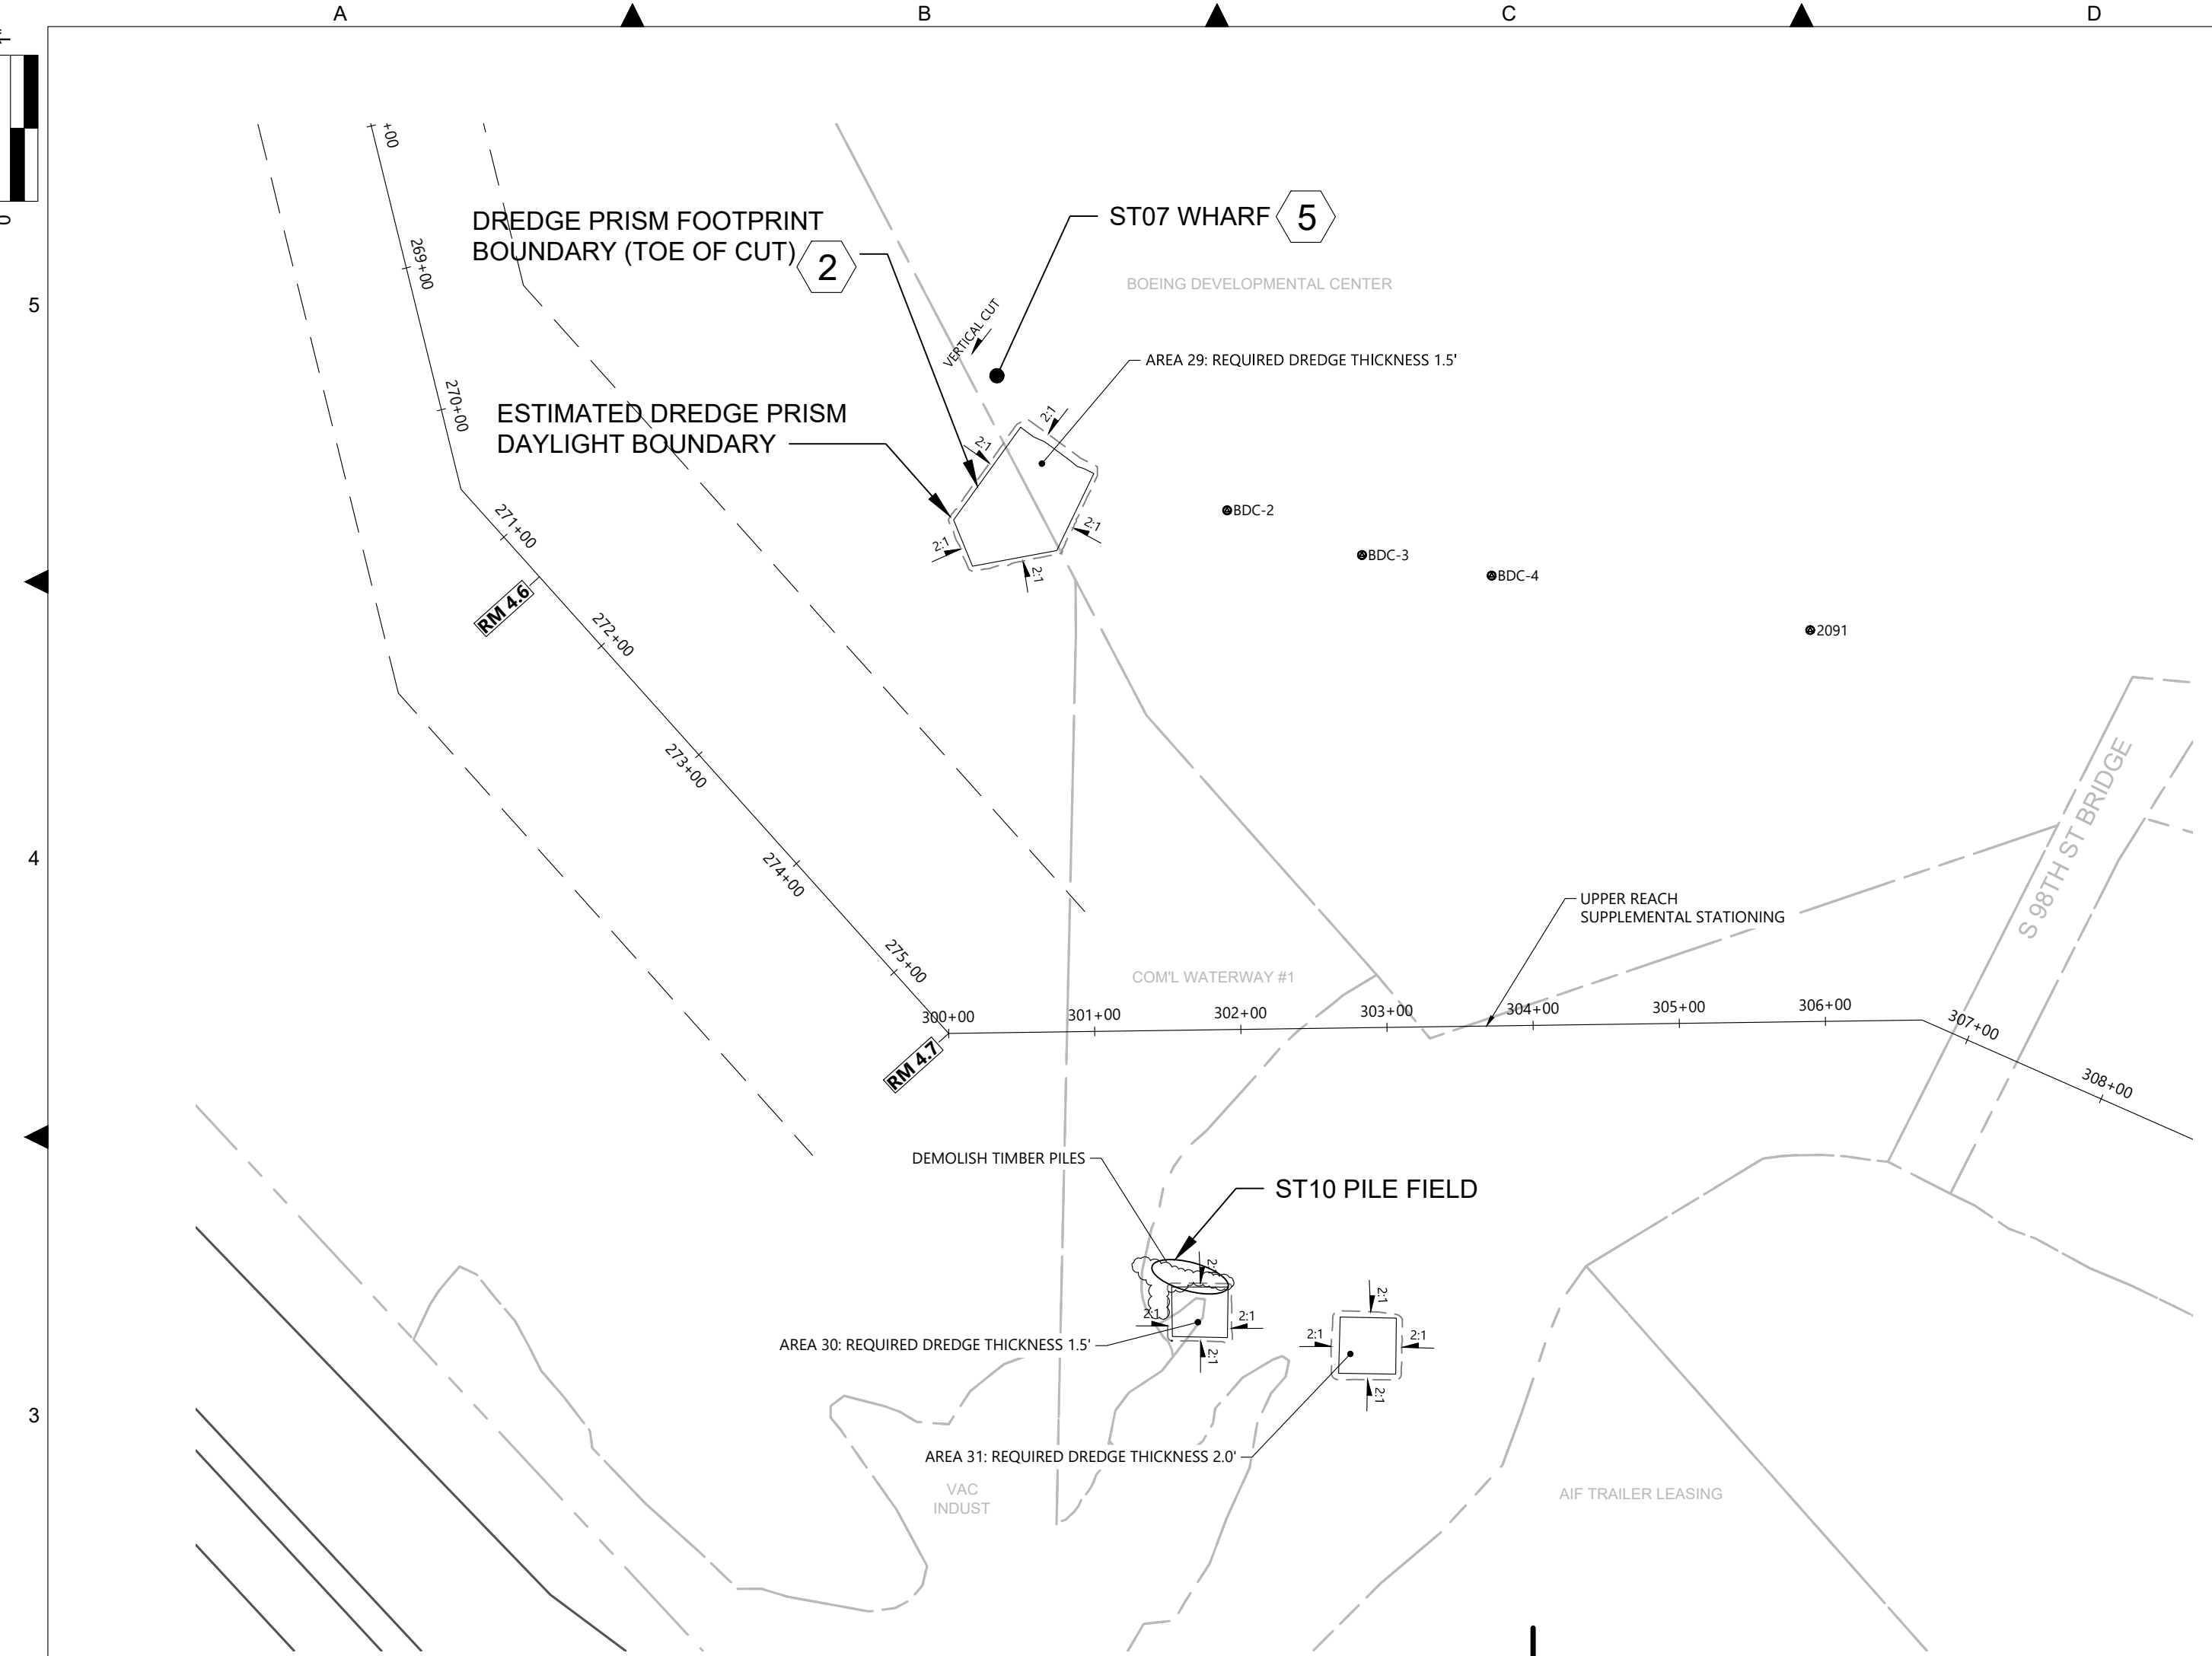 A
B
C
D
+00
0
DREDGE PRISM FOOTPRINT
BOUNDARY (TOE OF CUT)
2
ST07 WHARF
5
269+00
BOEING DEVELOPMENTAL CENTER
5
VERTICAL CUT
AREA 29: REQUIRED DREDGE THICKNESS 1.5'
270+00
ESTIMATED DREDGE PRISM
DAYLIGHT BOUNDARY
2:1
2:1
2:1
2:1
2:1
271+00
BDC-2
BDC-3
BDC-4
RM 4.6
272+00
2091
273+00
S 98TH ST BRIDGE
4
274+00
UPPER REACH
SUPPLEMENTAL STATIONING
275+00
COM'L WATERWAY #1
300+00
301+00
302+00
303+00
304+00
305+00
306+00
307+00
308+00
RM 4.7
DEMOLISH TIMBER PILES
ST10 PILE FIELD
2:1
2:1
2:1
2:1
2:1
2:1
2:1
2:1
AREA 30: REQUIRED DREDGE THICKNESS 1.5'
3
AREA 31: REQUIRED DREDGE THICKNESS 2.0'
VAC
INDUST
AIF TRAILER LEASING